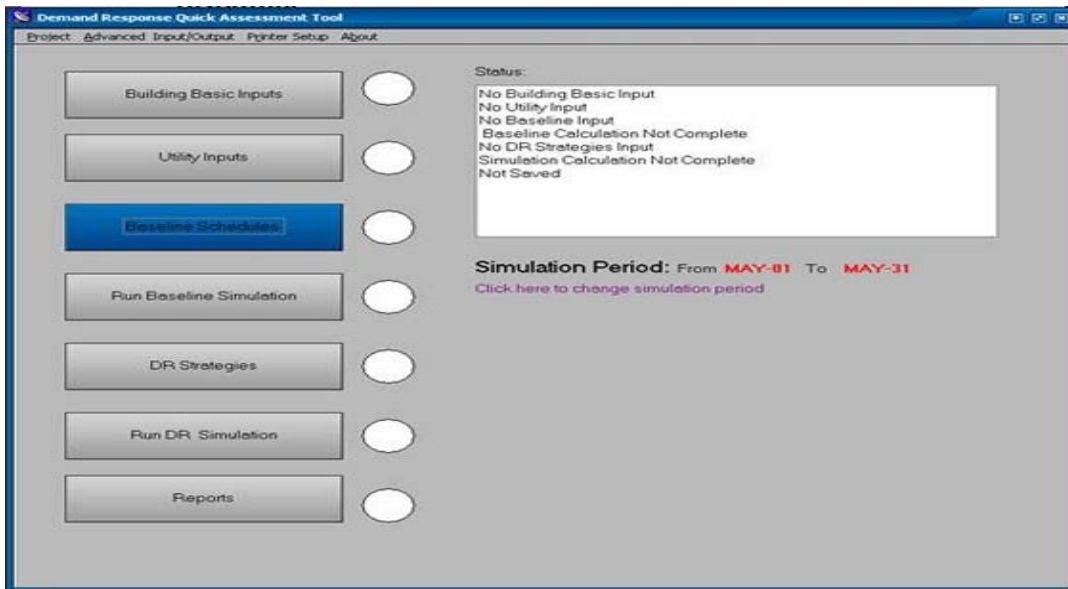 Demand Response Quick Assessment Tool
Project Advanced Input/Output Printer Setup About
Building Basic Inputs
Utility Inputs
Baseline Schedules
Run Baseline Simulation
DR Strategies
Run DR Simulation
Reports
Status:
No Building Basic Input
No Utility Input
No Baseline Input
Baseline Calculation Not Complete
No DR Strategies Input
Simulation Calculation Not Complete
Not Saved
Simulation Period: From MAY-01 To MAY-31
Click here to change simulation period